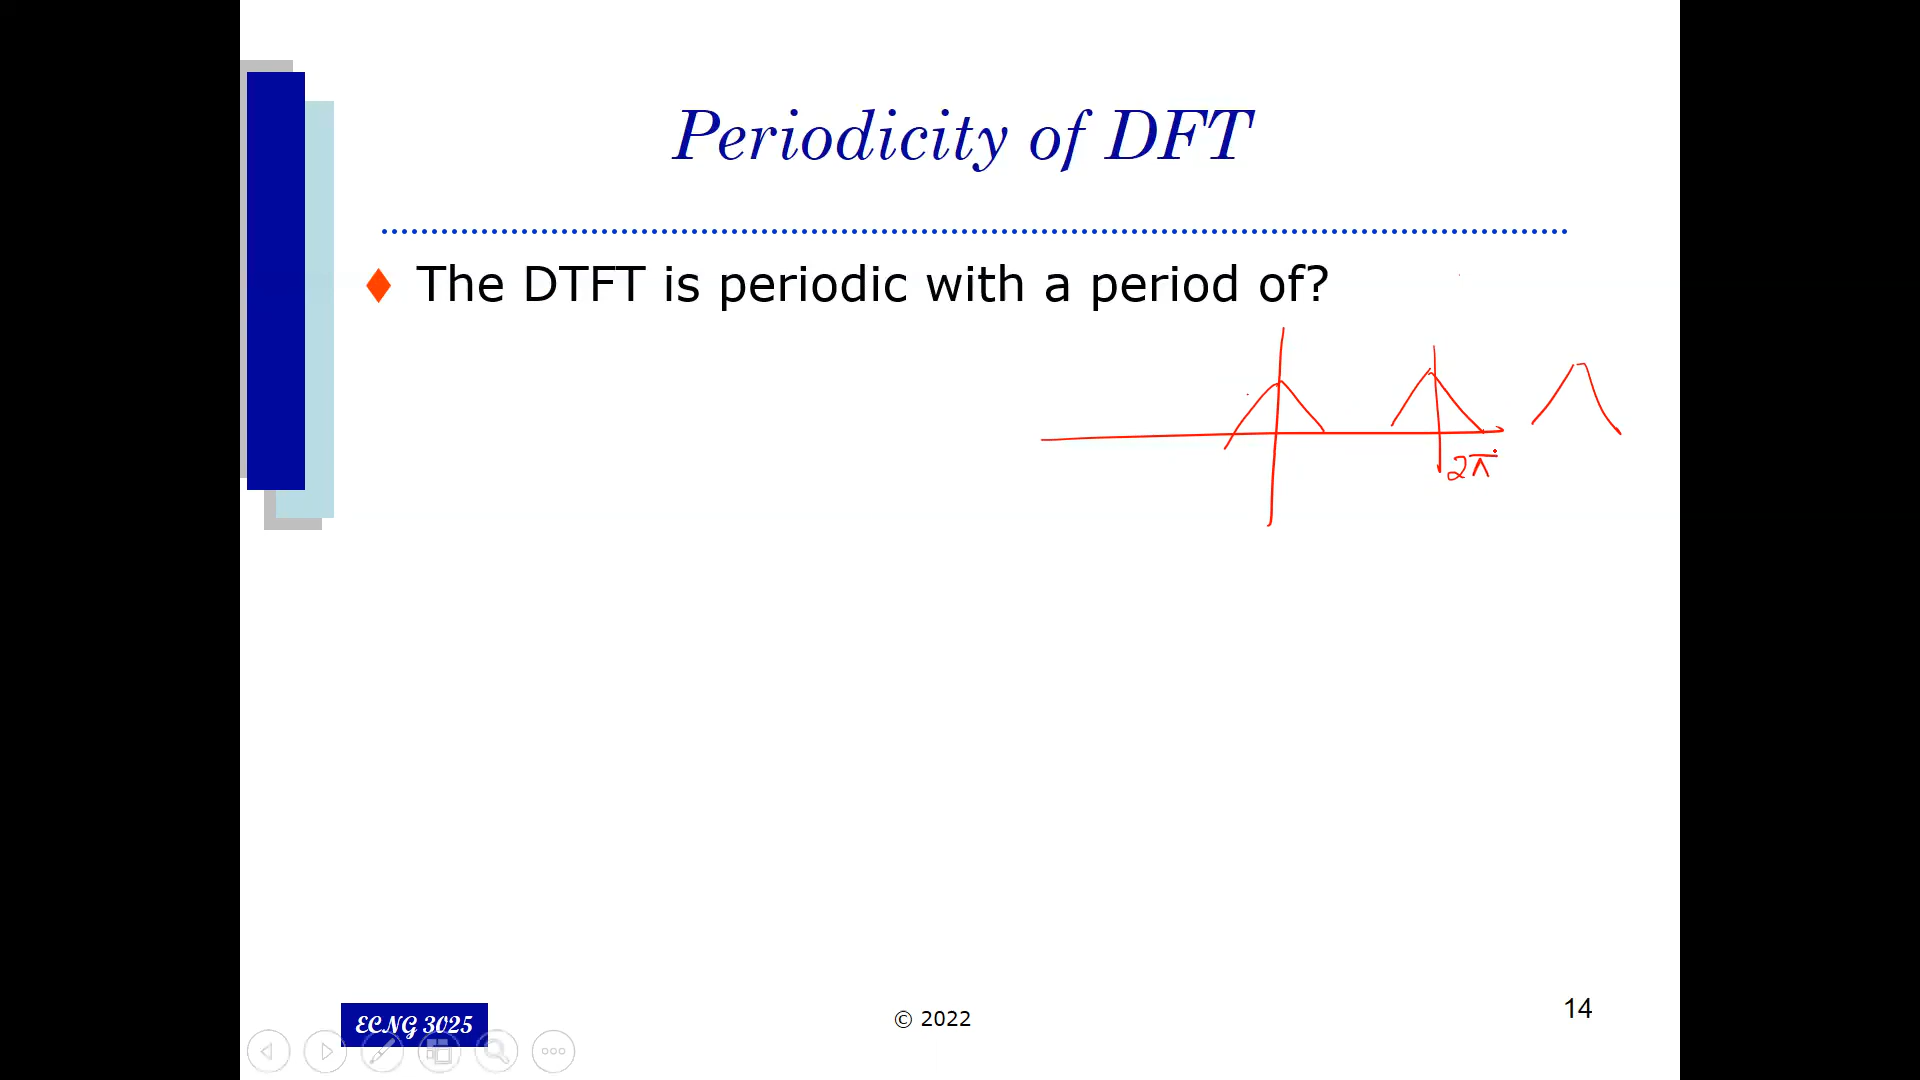 Periodicity of DFT
The DTFT is periodic with a period of?
2π
ECNG 3025
© 2022
14